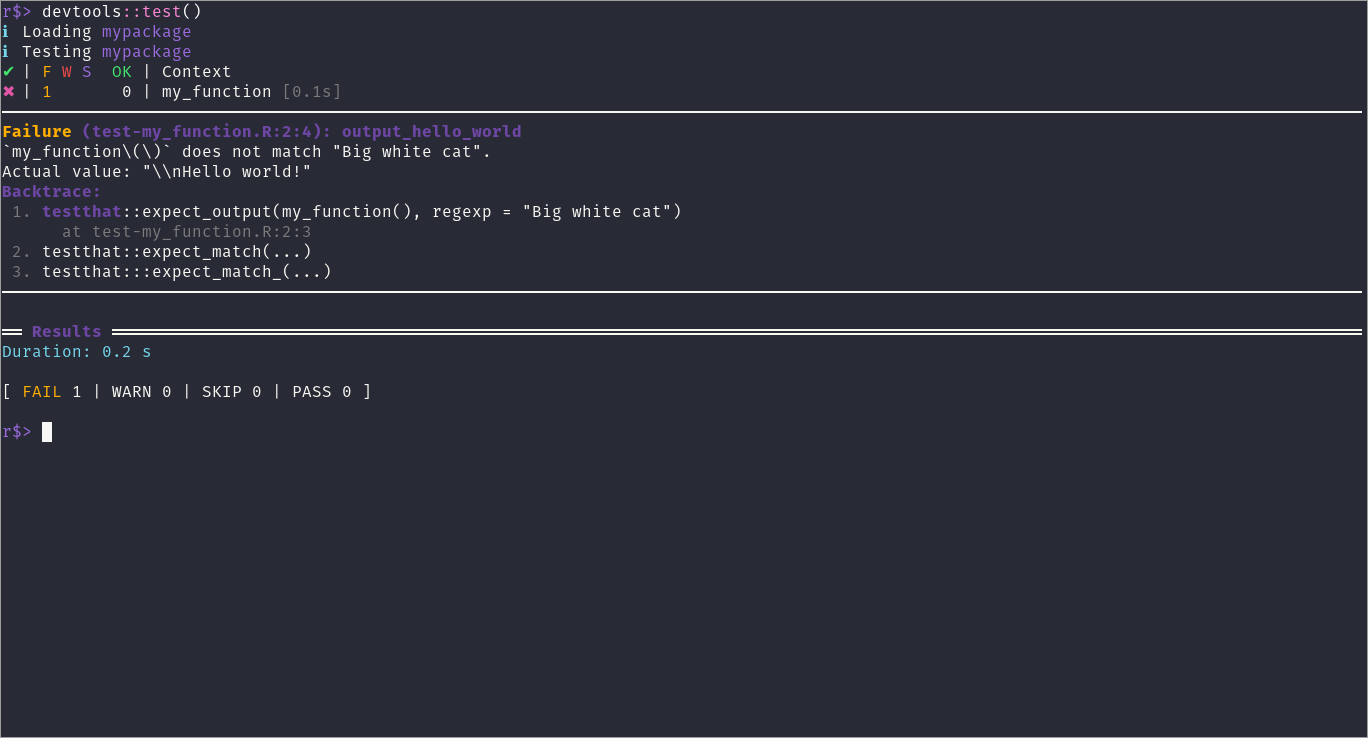 r$> devtools::test()
ℹ Loading mypackage
ℹ Testing mypackage
✔ | F W S  OK | Context
✖ | 1       0 | my_function [0.1s]
Failure (test-my_function.R:2:4): output_hello_world
`my_function\(\)` does not match "Big white cat".
Actual value: "\\nHello world!"
Backtrace:
 1. testthat::expect_output(my_function(), regexp = "Big white cat")
      at test-my_function.R:2:3
 2. testthat::expect_match(...)
 3. testthat:::expect_match_(...)
══ Results ══
Duration: 0.2 s
[ FAIL 1 | WARN 0 | SKIP 0 | PASS 0 ]
r$>